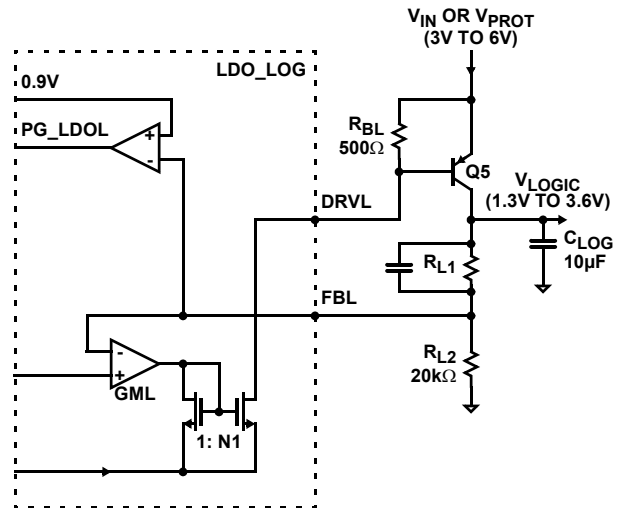 V_IN OR V_PROT
(3V TO 6V)
LDO_LOG
0.9V
PG_LDOL
+
-
R_BL
500Ω
Q5
V_LOGIC
(1.3V TO 3.6V)
DRVL
C_LOG
10µF
R_L1
FBL
-
+
GML
R_L2
20kΩ
1: N1